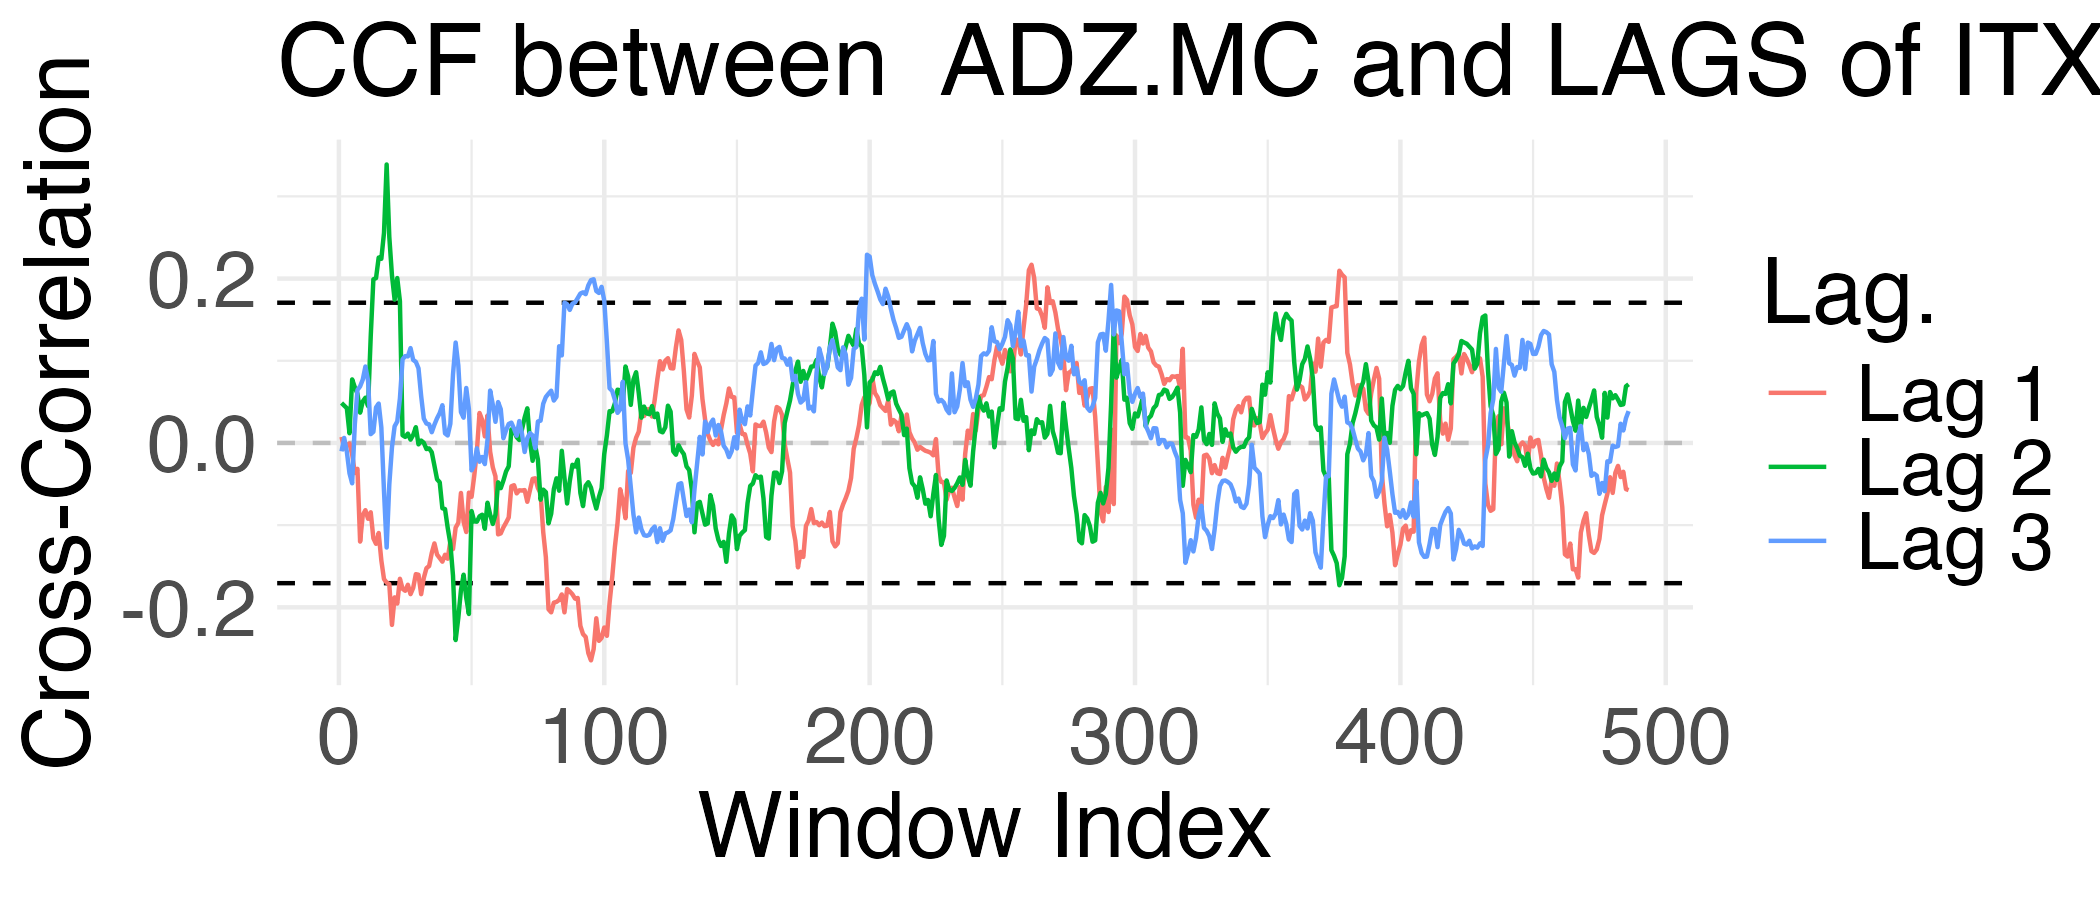 CCF between  ADZ.MC and LAGS of ITX
Cross-Correlation
0.2
0.0
-0.2
0
100
200
300
400
500
Window Index
Lag.
Lag 1
Lag 2
Lag 3